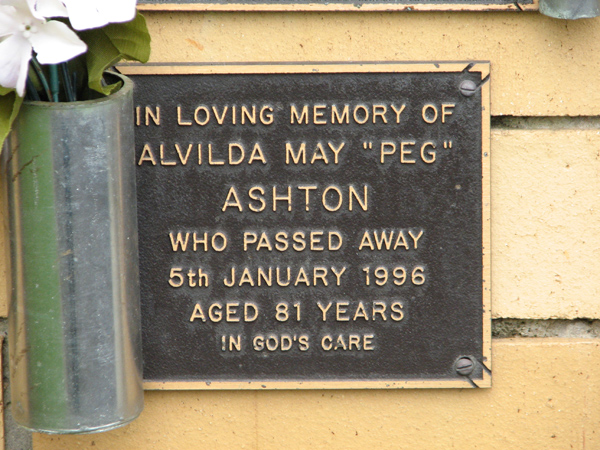 IN LOVING MEMORY OF
ALVILDA MAY "PEG"
ASHTON
WHO PASSED AWAY
5th JANUARY 1996
AGED 81 YEARS
IN GOD'S CARE